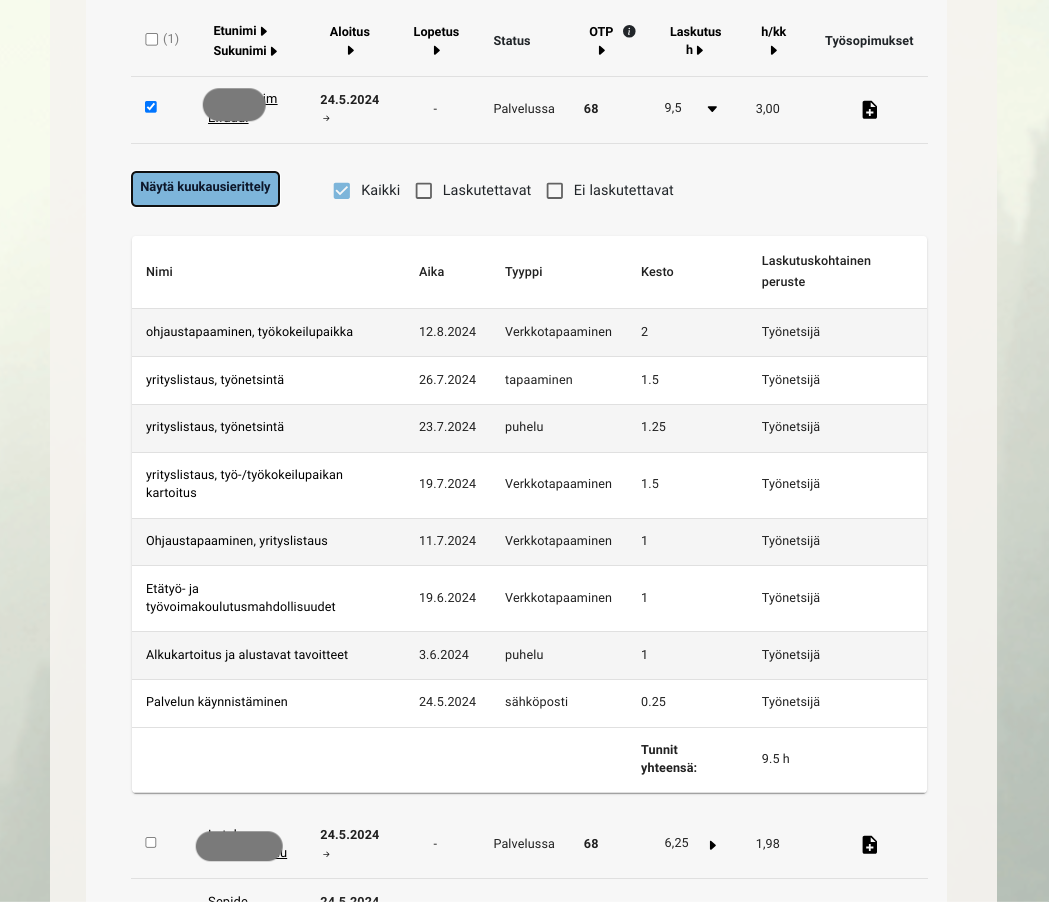 (1)
Etunimi
Sukunimi
Aloitus
Lopetus
Status
OTP
i
Laskutus
h
h/kk
Työsopimukset
24.5.2024
→
-
Palvelussa
68
9,5
3,00
Näytä kuukausierittely
Kaikki
Laskutettavat
Ei laskutettavat
Nimi
Aika
Tyyppi
Kesto
Laskutuskohtainen
peruste
ohjaustapaaminen, työkokeilupaikka 12.8.2024 Verkkotapaaminen 2 Työnetsijä
yrityslistaus, työnetsintä 26.7.2024 tapaaminen 1.5 Työnetsijä
yrityslistaus, työnetsintä 23.7.2024 puhelu 1.25 Työnetsijä
yrityslistaus, työ-/työkokeilupaikan
kartoitus
19.7.2024 Verkkotapaaminen 1.5 Työnetsijä
Ohjaustapaaminen, yrityslistaus 11.7.2024 Verkkotapaaminen 1 Työnetsijä
Etätyö- ja
työvoimakoulutusmahdollisuudet
19.6.2024 Verkkotapaaminen 1 Työnetsijä
Alkukartoitus ja alustavat tavoitteet 3.6.2024 puhelu 1 Työnetsijä
Palvelun käynnistäminen 24.5.2024 sähköposti 0.25 Työnetsijä
Tunnit
yhteensä:
9.5 h
24.5.2024
→
-
Palvelussa
68
6,25
1,98
24.5.2024